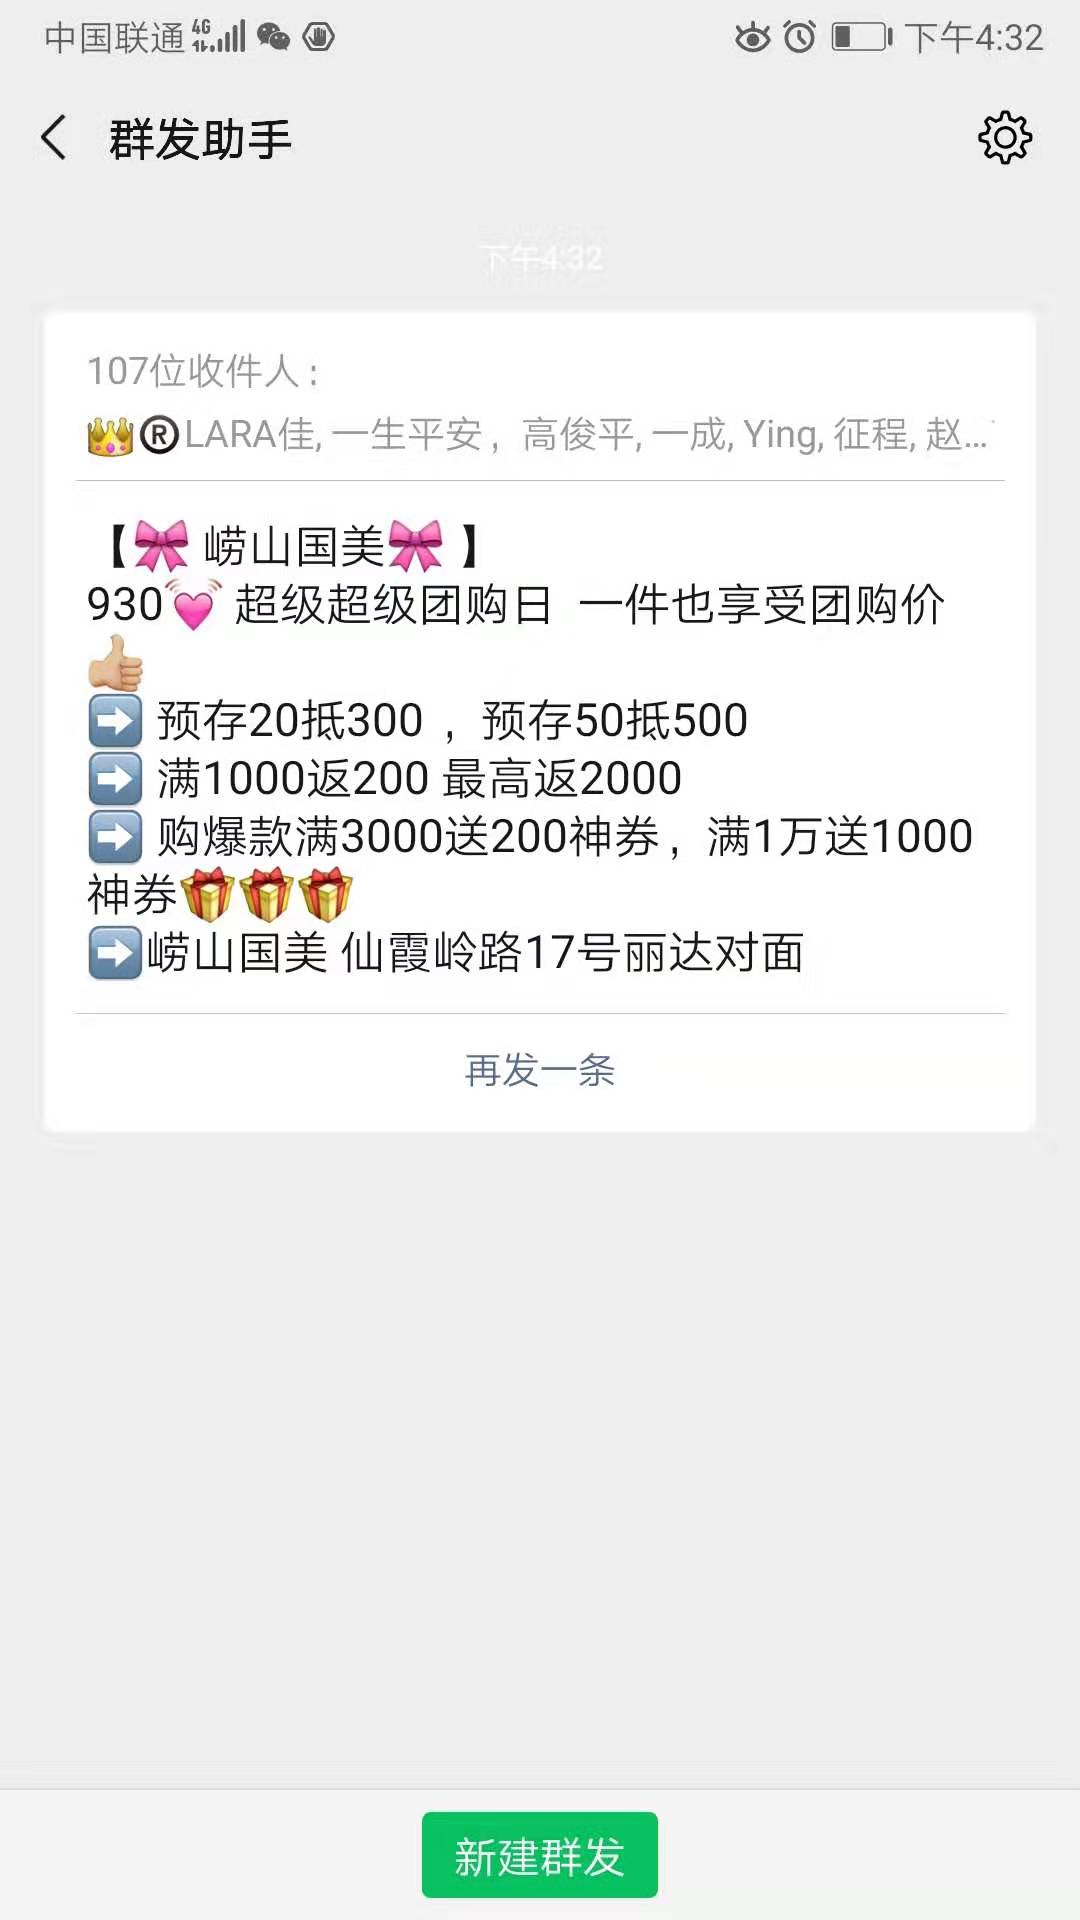 中国联通 4G 下午4:32
群发助手
下午4:32
107位收件人：
👑®LARA佳, 一生平安，高俊平, 一成, Ying, 征程, 赵...
【🎀 崂山国美🎀 】
930💓 超级超级团购日 一件也享受团购价
👍🏼
➡️ 预存20抵300 ，预存50抵500
➡️ 满1000返200 最高返2000
➡️ 购爆款满3000送200神券，满1万送1000
神券🎁🎁🎁
➡️崂山国美 仙霞岭路17号丽达对面
再发一条
新建群发